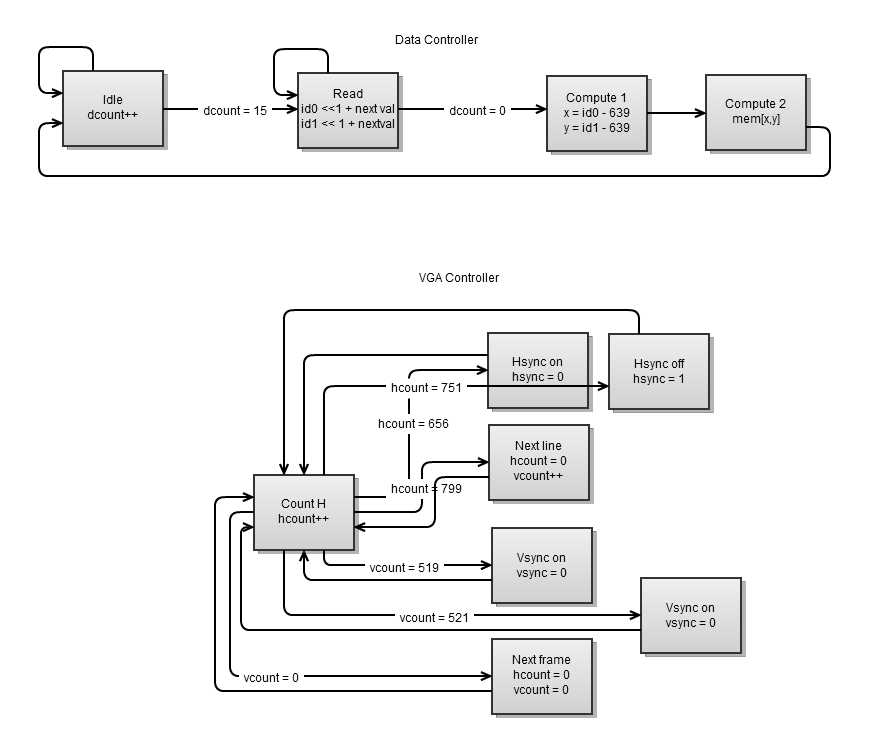 Data Controller
Idle
dcount++
dcount = 15
Read
id0 <<1 + next val
id1 << 1 + nextval
dcount = 0
Compute 1
x = id0 - 639
y = id1 - 639
Compute 2
mem[x,y]
VGA Controller
Hsync on
hsync = 0
Hsync off
hsync = 1
hcount = 751
hcount = 656
Next line
hcount = 0
vcount++
hcount = 799
Count H
hcount++
Vsync on
vsync = 0
vcount = 519
Vsync on
vsync = 0
vcount = 521
Next frame
hcount = 0
vcount = 0
vcount = 0